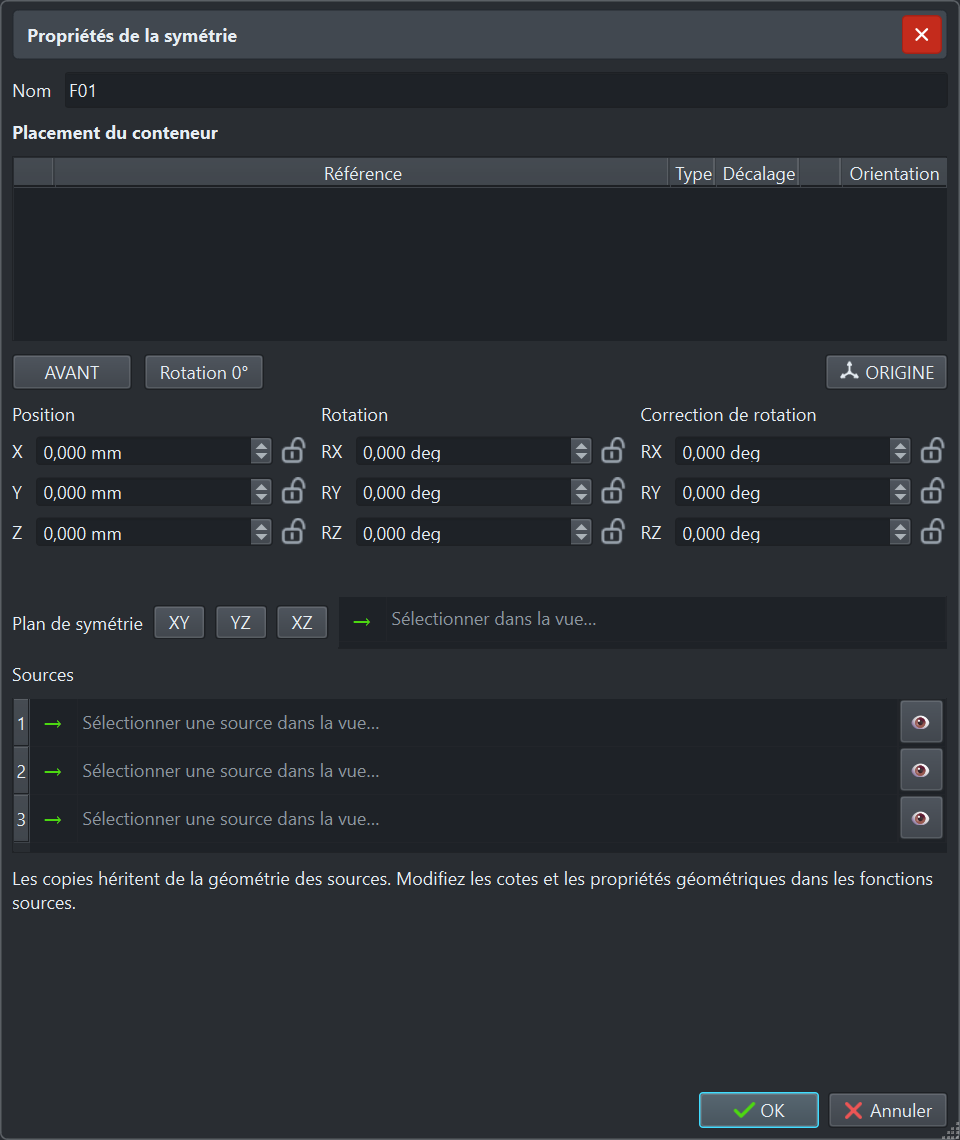 Propriétés de la symétrie
Nom F01
Placement du conteneur
Référence Type Décalage Orientation
AVANT Rotation 0° ORIGINE
Position Rotation Correction de rotation
X 0,000 mm RX 0,000 deg RX 0,000 deg
Y 0,000 mm RY 0,000 deg RY 0,000 deg
Z 0,000 mm RZ 0,000 deg RZ 0,000 deg
Plan de symétrie XY YZ XZ → Sélectionner dans la vue...
Sources
1 → Sélectionner une source dans la vue...
2 → Sélectionner une source dans la vue...
3 → Sélectionner une source dans la vue...
Les copies héritent de la géométrie des sources. Modifiez les cotes et les propriétés géométriques dans les fonctions
sources.
OK Annuler